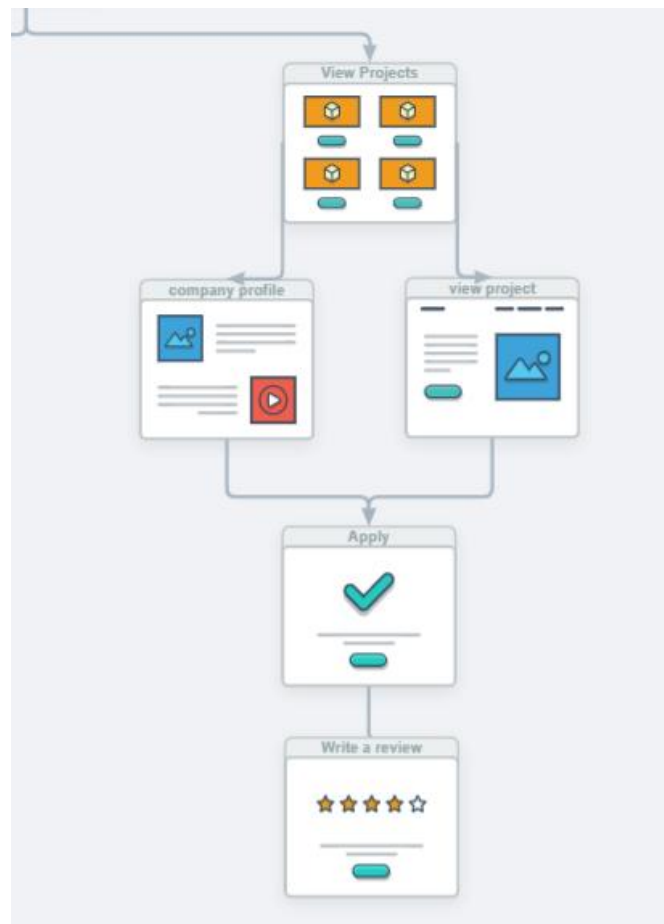 View Projects
company profile
view project
Apply
Write a review